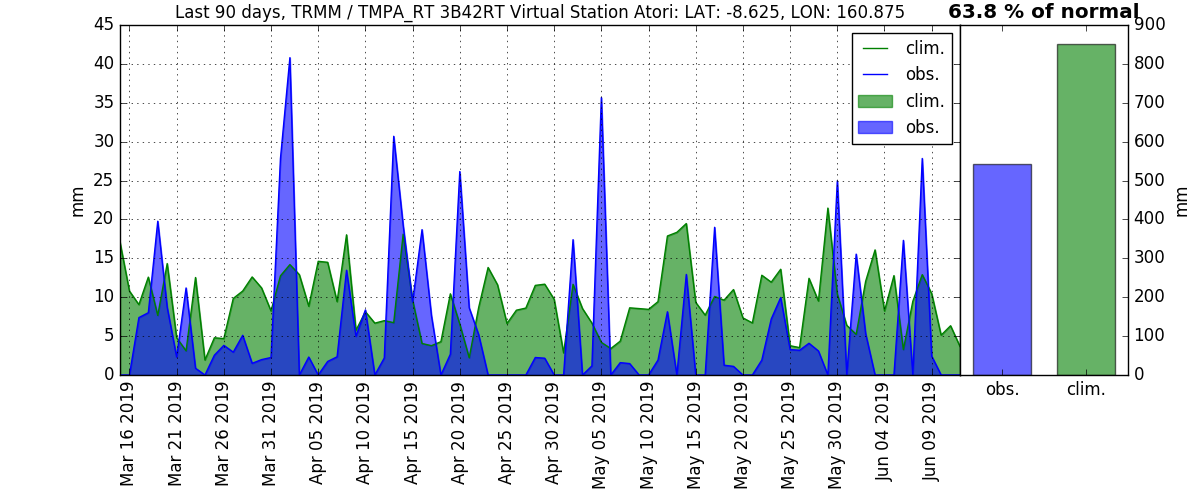 Last 90 days, TRMM / TMPA_RT 3B42RT Virtual Station Atori: LAT: -8.625, LON: 160.875
63.8 % of normal
45
40
35
30
25
20
15
10
5
0
mm
clim.
obs.
clim.
obs.
Mar 16 2019
Mar 21 2019
Mar 26 2019
Mar 31 2019
Apr 05 2019
Apr 10 2019
Apr 15 2019
Apr 20 2019
Apr 25 2019
Apr 30 2019
May 05 2019
May 10 2019
May 15 2019
May 20 2019
May 25 2019
May 30 2019
Jun 04 2019
Jun 09 2019
900
800
700
600
500
400
300
200
100
0
mm
obs.
clim.